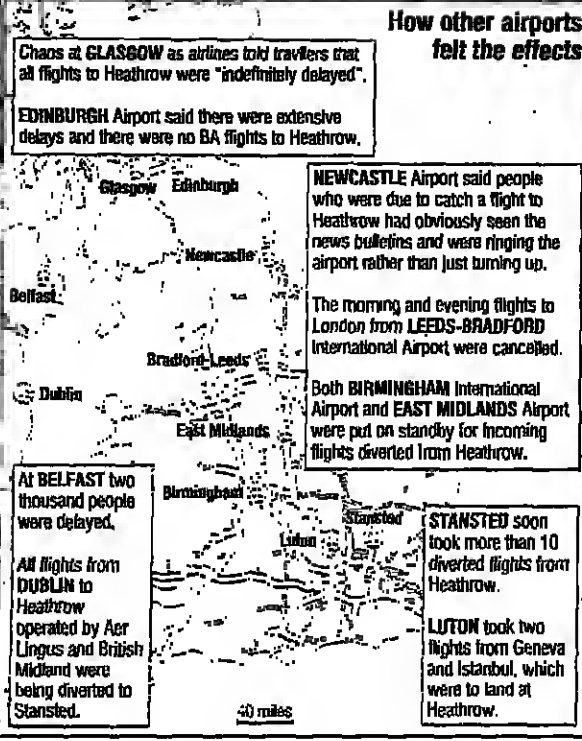 How other airports
felt the effects
Chaos at GLASGOW as airlines told travllers that
all flights to Heathrow were "indefinitely delayed".
EDINBURGH Airport said there were extensive
delays and there were no BA flights to Heathrow.
Glasgow Edinburgh
NEWCASTLE Airport said people
who were due to catch a flight to
Heathrow had obviously seen the
news bulletins and were ringing the
airport rather than just turning up.
The morning and evening flights to
London from LEEDS-BRADFORD
International Airport were cancelled.
Both BIRMINGHAM International
Airport and EAST MIDLANDS Airport
were put on standby for incoming
flights diverted from Heathrow.
Newcastle
Belfast
Bradford-Leeds
Dublin
East Midlands
Birmingham
Stansted
Luton
At BELFAST two
thousand people
were delayed.
All flights from
DUBLIN to
Heathrow
operated by Aer
Lingus and British
Midland were
being diverted to
Stansted.
STANSTED soon
took more than 10
diverted flights from
Heathrow.
LUTON took two
flights from Geneva
and Istanbul, which
were to land at
Heathrow.
40 miles